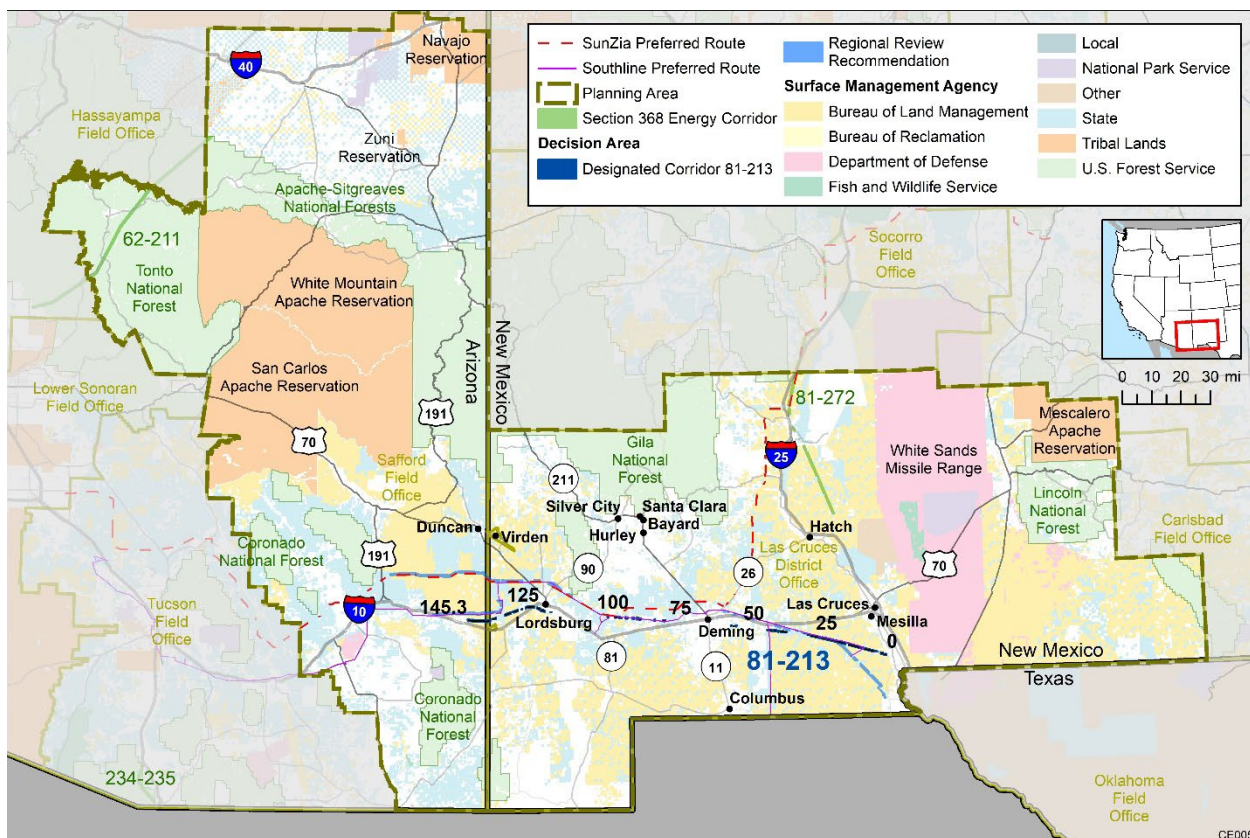 SunZia Preferred Route
Southline Preferred Route
Planning Area
Section 368 Energy Corridor
Decision Area
Designated Corridor 81-213
Regional Review
Recommendation
Surface Management Agency
Bureau of Land Management
Bureau of Reclamation
Department of Defense
Fish and Wildlife Service
Local
National Park Service
Other
State
Tribal Lands
U.S. Forest Service
Navajo
Reservation
40
Hassayampa
Field Office
Zuni
Reservation
Apache-Sitgreaves
National Forests
62-211
Tonto
National
Forest
White Mountain
Apache Reservation
San Carlos
Apache Reservation
Arizona
New Mexico
191
70
Lower Sonoran
Field Office
Safford
Field
Office
Socorro
Field
Office
0 10 20 30 mi
81-272
25
White Sands
Missile Range
Mescalero
Apache
Reservation
Gila
National
Forest
211
Silver City
Santa Clara
Bayard
Hurley
Lincoln
National
Forest
Carlsbad
Field Office
Duncan
Virden
Hatch
Las Cruces
District
Office
Coronado
National Forest
191
90
26
70
Tucson
Field
Office
10
145.3
125
100
75
50
25
0
Lordsburg
Deming
Las Cruces
Mesilla
81
11
81-213
New Mexico
Texas
Coronado
National
Forest
Columbus
234-235
Oklahoma
Field
Office